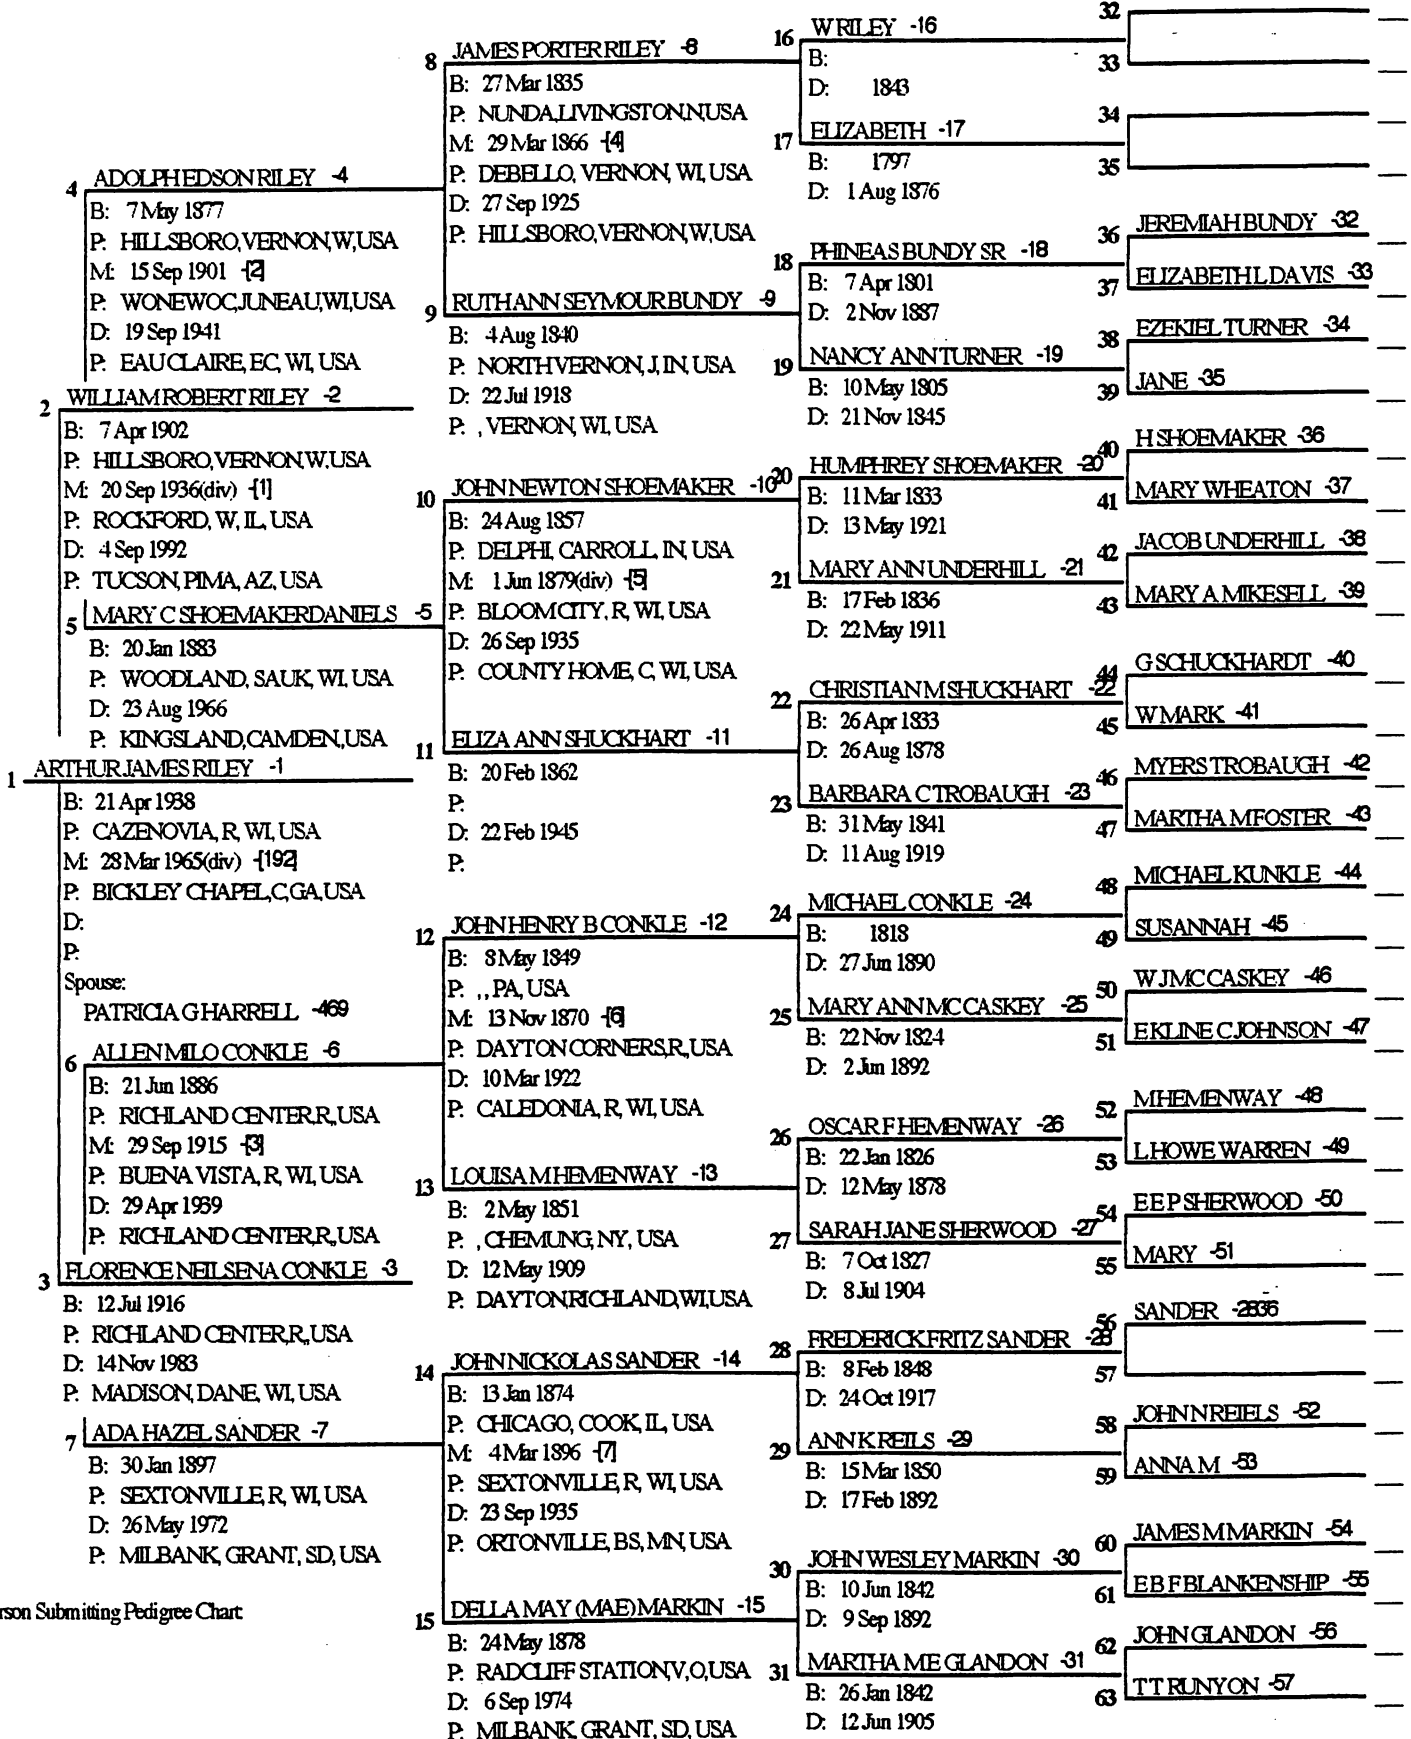 1 ARTHUR JAMES RILEY -1
B: 21 Apr 1938
P: CAZENOVIA, R, WI, USA
M: 28 Mar 1965(div) -[192]
P: BICKLEY CHAPEL,C,GA,USA
D:
P:
Spouse:
PATRICIA G HARRELL -469
2 WILLIAM ROBERT RILEY -2
B: 7 Apr 1902
P: HILLSBORO,VERNON,W,USA
M: 20 Sep 1936(div) -[1]
P: ROCKFORD, W, IL, USA
D: 4 Sep 1992
P: TUCSON, PIMA, AZ, USA
3 FLORENCE NEILSENA CONKLE -3
B: 12 Jul 1916
P: RICHLAND CENTER,R,,USA
D: 14 Nov 1983
P: MADISON, DANE, WI, USA
4 ADOLPH EDSON RILEY -4
B: 7 May 1877
P: HILLSBORO,VERNON,W,USA
M: 15 Sep 1901 -[2]
P: WONEWOC,JUNEAU,WI,USA
D: 19 Sep 1941
P: EAU CLAIRE, EC, WI, USA
5 MARY C SHOEMAKERDANIELS -5
B: 20 Jan 1883
P: WOODLAND, SAUK, WI, USA
D: 23 Aug 1966
P: KINGSLAND,CAMDEN,,USA
6 ALLEN MILO CONKLE -6
B: 21 Jun 1886
P: RICHLAND CENTER,R,,USA
M: 29 Sep 1915 -[3]
P: BUENA VISTA, R, WI, USA
D: 29 Apr 1939
P: RICHLAND CENTER,R,,USA
7 ADA HAZEL SANDER -7
B: 30 Jan 1897
P: SEXTONVILLE, R, WI, USA
D: 26 May 1972
P: MILBANK, GRANT, SD, USA
rson Submitting Pedigree Chart:
8 JAMES PORTER RILEY -8
B: 27 Mar 1835
P: NUNDA,LIVINGSTON,N,USA
M: 29 Mar 1866 -[4]
P: DEBELLO, VERNON, WI, USA
D: 27 Sep 1925
P: HILLSBORO,VERNON,W,USA
9 RUTH ANN SEYMOUR BUNDY -9
B: 4 Aug 1840
P: NORTH VERNON, J, IN, USA
D: 22 Jul 1918
P: , VERNON, WI, USA
10 JOHN NEWTON SHOEMAKER -10
B: 24 Aug 1857
P: DELPHI, CARROLL, IN, USA
M: 1 Jun 1879(div) -[5]
P: BLOOM CITY, R, WI, USA
D: 26 Sep 1935
P: COUNTY HOME, C, WI, USA
11 ELIZA ANN SHUCKHART -11
B: 20 Feb 1862
P:
D: 22 Feb 1945
P:
12 JOHN HENRY B CONKLE -12
B: 8 May 1849
P: , , PA, USA
M: 13 Nov 1870 -[6]
P: DAYTON CORNERS,R,,USA
D: 10 Mar 1922
P: CALEDONIA, R, WI, USA
13 LOUISA M HEMENWAY -13
B: 2 May 1851
P: , CHEMUNG, NY, USA
D: 12 May 1909
P: DAYTON,RICHLAND,WI,USA
14 JOHN NICKOLAS SANDER -14
B: 13 Jan 1874
P: CHICAGO, COOK, IL, USA
M: 4 Mar 1896 -[7]
P: SEXTONVILLE, R, WI, USA
D: 23 Sep 1935
P: ORTONVILLE, BS, MN, USA
15 DELLA MAY (MAE) MARKIN -15
B: 24 May 1878
P: RADCLIFF STATION,V,O,USA
D: 6 Sep 1974
P: MILBANK, GRANT, SD, USA
16 W RILEY -16
B:
D: 1843
17 ELIZABETH -17
B: 1797
D: 1 Aug 1876
18 PHINEAS BUNDY SR -18
B: 7 Apr 1801
D: 2 Nov 1887
19 NANCY ANN TURNER -19
B: 10 May 1805
D: 21 Nov 1845
20 HUMPHREY SHOEMAKER -20
B: 11 Mar 1833
D: 13 May 1921
21 MARY ANN UNDERHILL -21
B: 17 Feb 1836
D: 22 May 1911
22 CHRISTIAN M SHUCKHART -22
B: 26 Apr 1833
D: 26 Aug 1878
23 BARBARA C TROBAUGH -23
B: 31 May 1841
D: 11 Aug 1919
24 MICHAEL CONKLE -24
B: 1818
D: 27 Jun 1890
25 MARY ANN MC CASKEY -25
B: 22 Nov 1824
D: 2 Jun 1892
26 OSCAR F HEMENWAY -26
B: 22 Jan 1826
D: 12 May 1878
27 SARAH JANE SHERWOOD -27
B: 7 Oct 1827
D: 8 Jul 1904
28 FREDERICK FRITZ SANDER -28
B: 8 Feb 1848
D: 24 Oct 1917
29 ANN K REILS -29
B: 15 Mar 1850
D: 17 Feb 1892
30 JOHN WESLEY MARKIN -30
B: 10 Jun 1842
D: 9 Sep 1892
31 MARTHA M E GLANDON -31
B: 26 Jan 1842
D: 12 Jun 1905
32
33
34
35
36 JEREMIAH BUNDY -32
37 ELIZABETH L DAVIS -33
38 EZEKIEL TURNER -34
39 JANE -35
40 H SHOEMAKER -36
41 MARY WHEATON -37
42 JACOB UNDERHILL -38
43 MARY A MIKESELL -39
44 G SCHUCKHARDT -40
45 W MARK -41
46 MYERS TROBAUGH -42
47 MARTHA M FOSTER -43
48 MICHAEL KUNKLE -44
49 SUSANNAH -45
50 W J MC CASKEY -46
51 E KLINE C JOHNSON -47
52 M HEMENWAY -48
53 L HOWE WARREN -49
54 E E P SHERWOOD -50
55 MARY -51
56 SANDER -2836
57
58 JOHN N REIELS -52
59 ANNA M -53
60 JAMES M MARKIN -54
61 E B F BLANKENSHIP -55
62 JOHN GLANDON -56
63 T T RUNYON -57